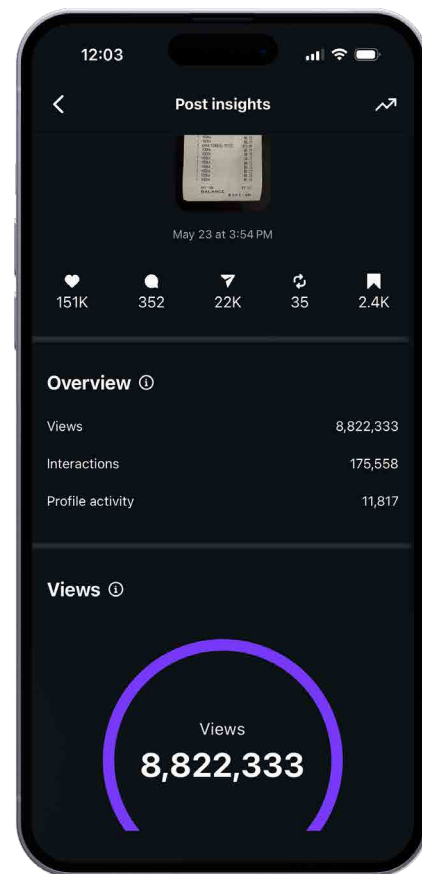 12:03
Post insights
BALANCE
May 23 at 3:54 PM
151K 352 22K 35 2.4K
Overview
Views 8,822,333
Interactions 175,558
Profile activity 11,817
Views
Views
8,822,333